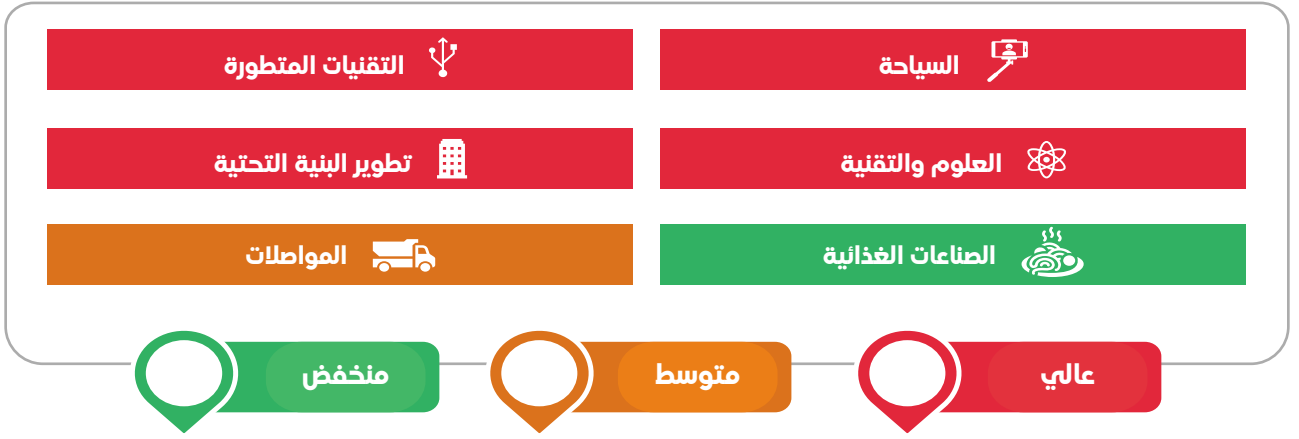 السياحة
التقنيات المتطورة
العلوم والتقنية
تطوير البنية التحتية
الصناعات الغذائية
المواصلات
عالي
متوسط
منخفض